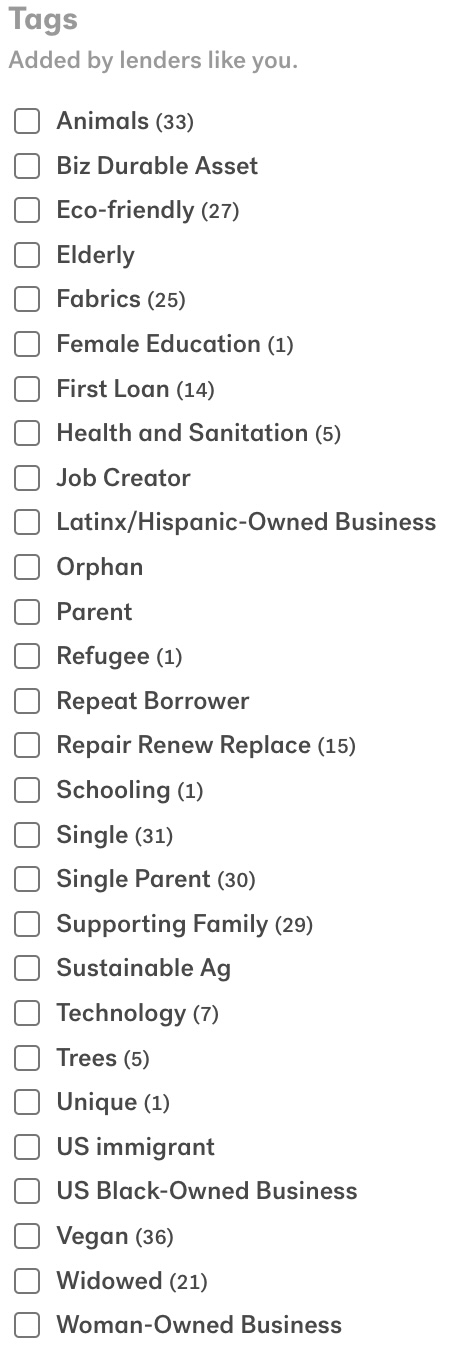 Tags
Added by lenders like you.
Animals (33)
Biz Durable Asset
Eco-friendly (27)
Elderly
Fabrics (25)
Female Education (1)
First Loan (14)
Health and Sanitation (5)
Job Creator
Latinx/Hispanic-Owned Business
Orphan
Parent
Refugee (1)
Repeat Borrower
Repair Renew Replace (15)
Schooling (1)
Single (31)
Single Parent (30)
Supporting Family (29)
Sustainable Ag
Technology (7)
Trees (5)
Unique (1)
US immigrant
US Black-Owned Business
Vegan (36)
Widowed (21)
Woman-Owned Business